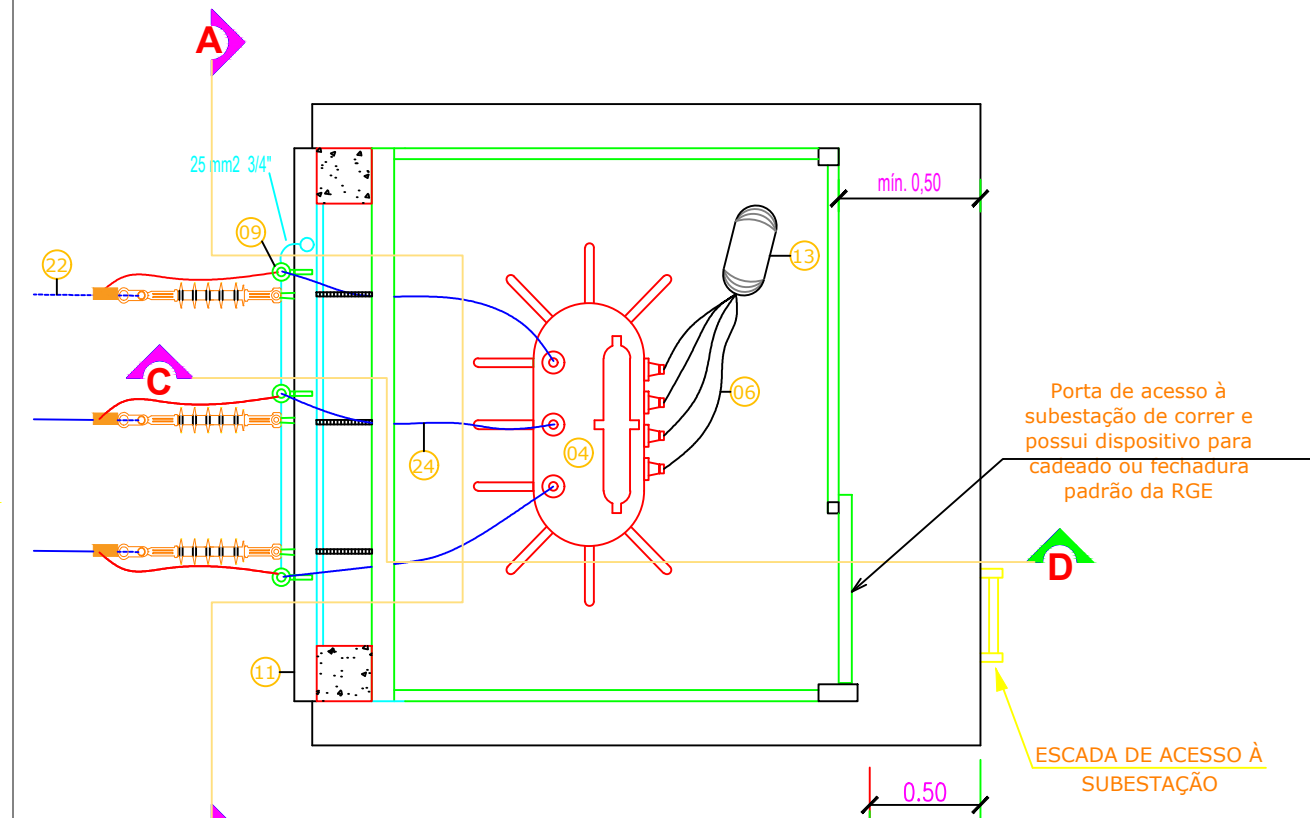 A
25 mm2 3/4"
mín. 0,50
09
22
13
C
06
Porta de acesso à
subestação de correr e
possui dispositivo para
cadeado ou fechadura
padrão da RGE
04
24
D
11
ESCADA DE ACESSO À
SUBESTAÇÃO
0.50